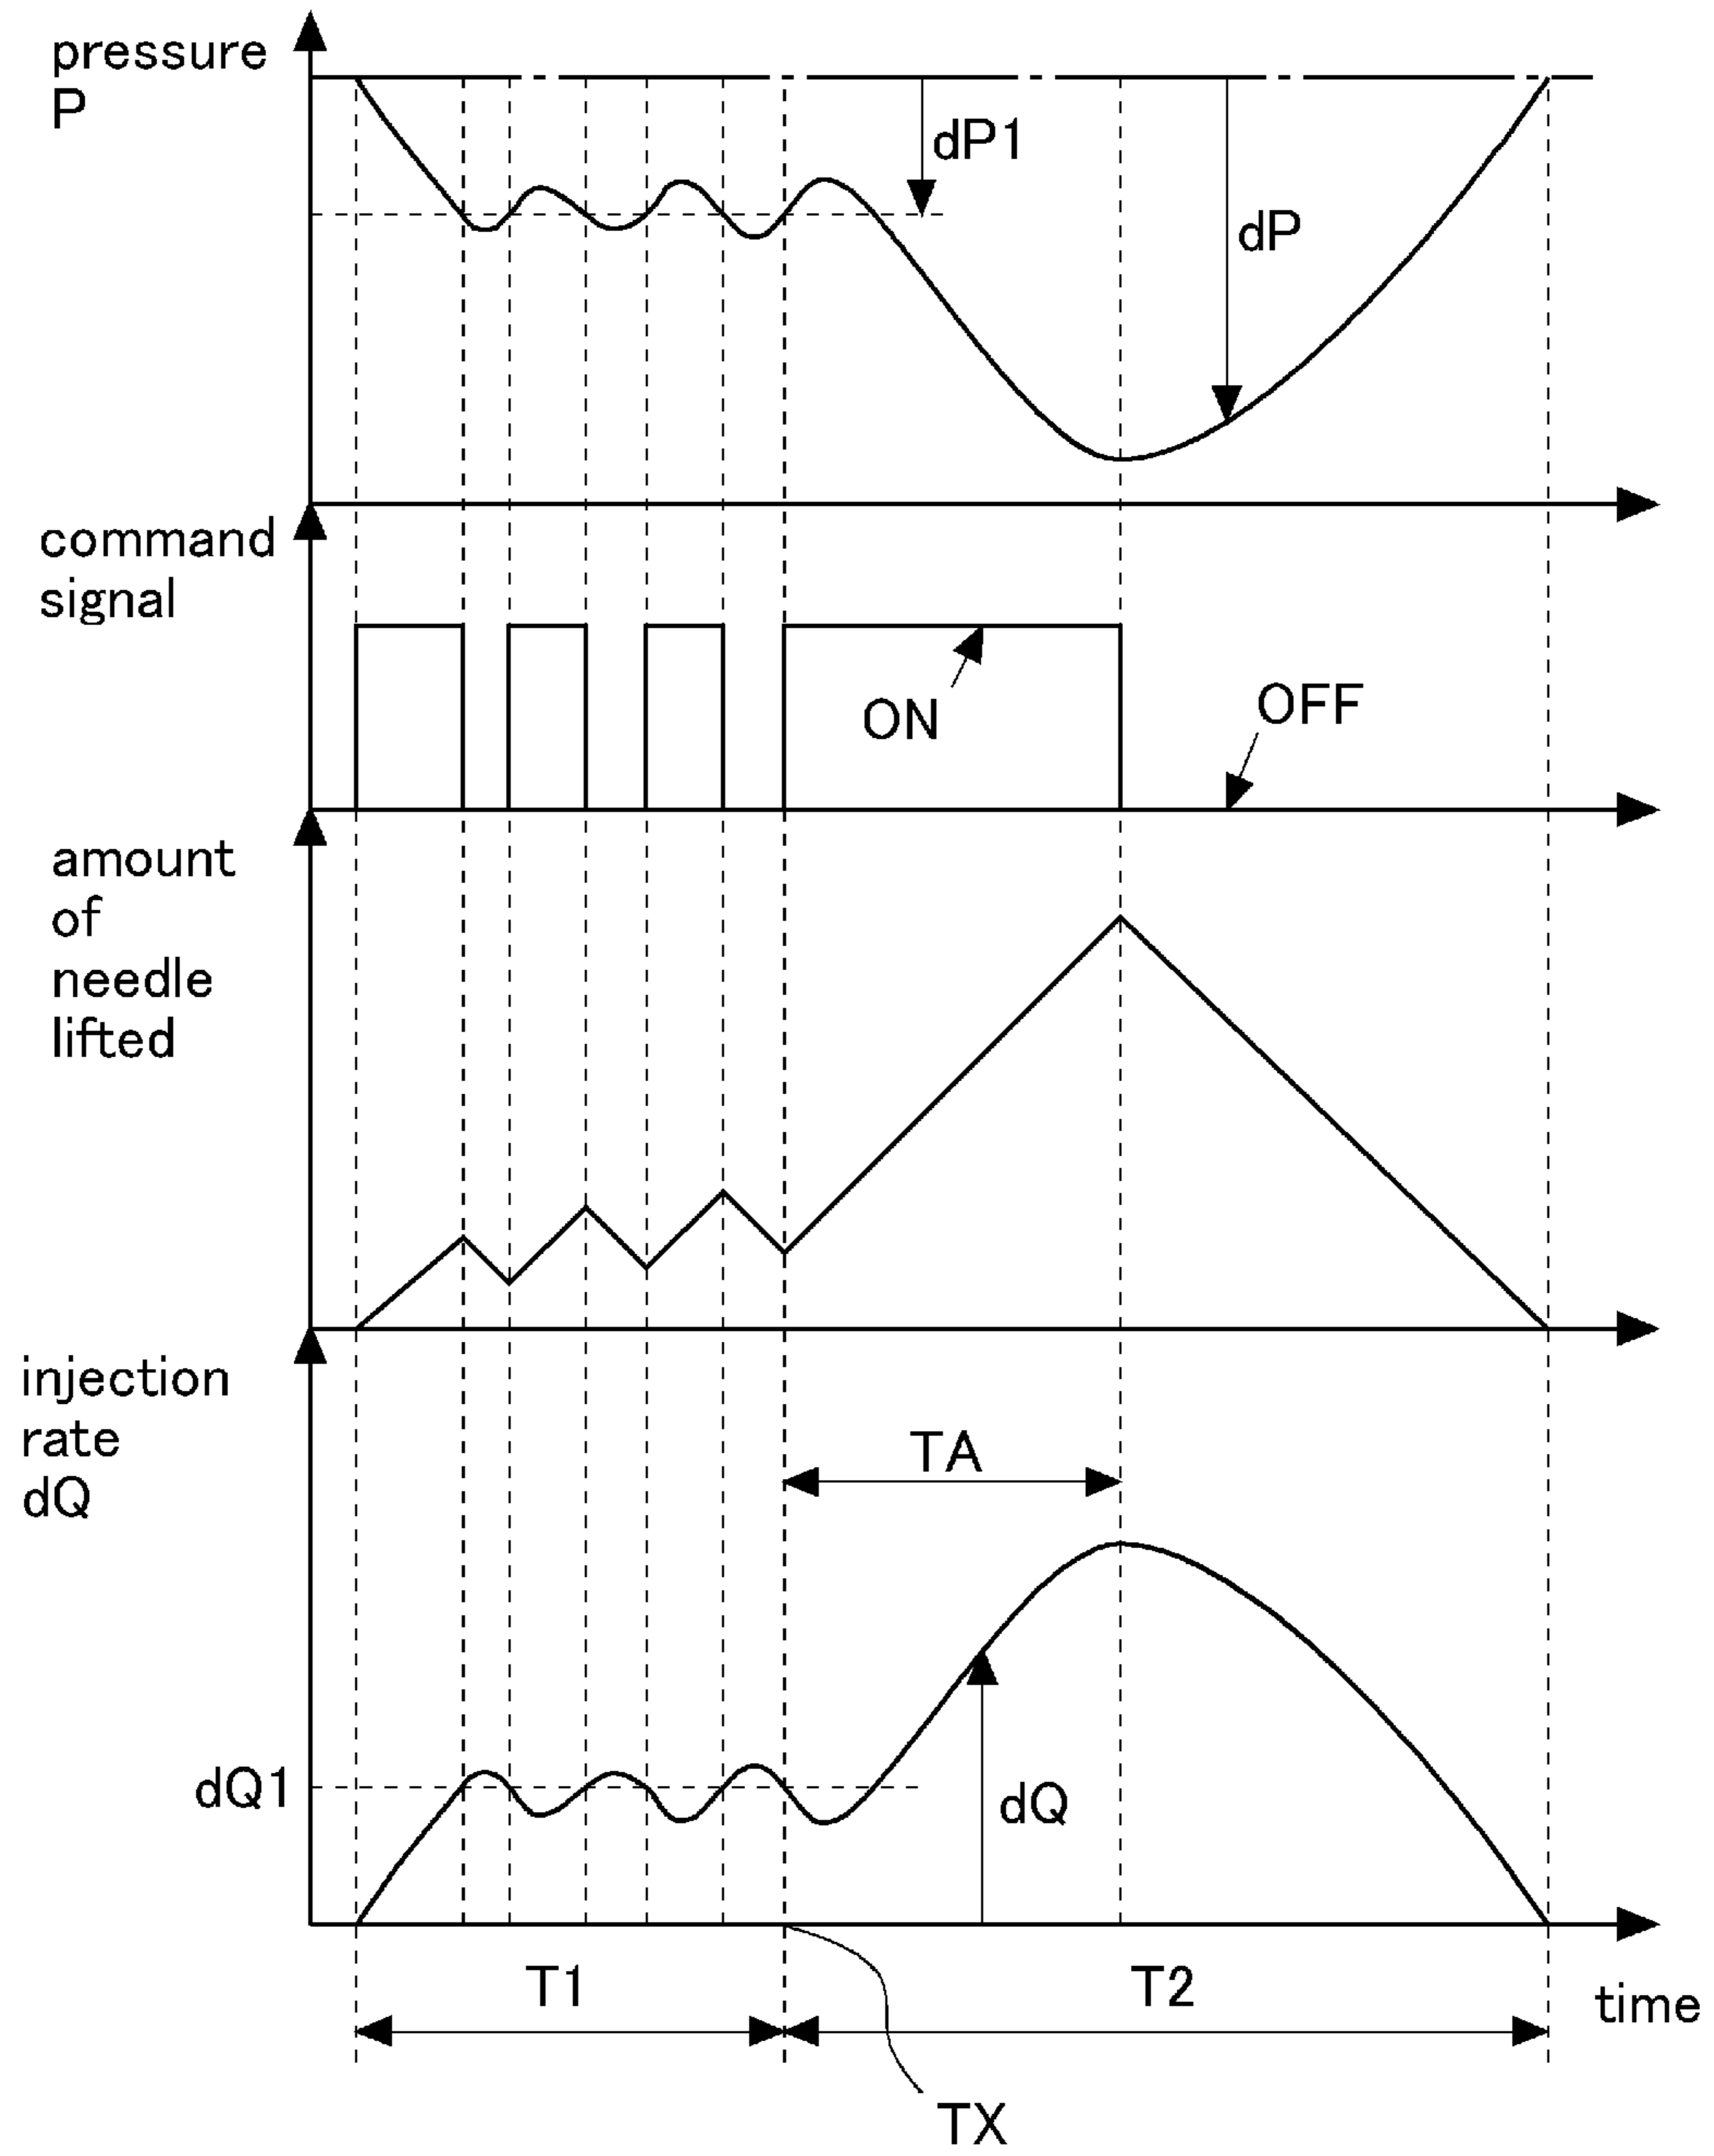 pressure
P
dP1
dP
command
signal
ON
OFF
amount
of
needle
lifted
injection
rate
dQ
TA
dQ1
dQ
T1
T2
time
TX